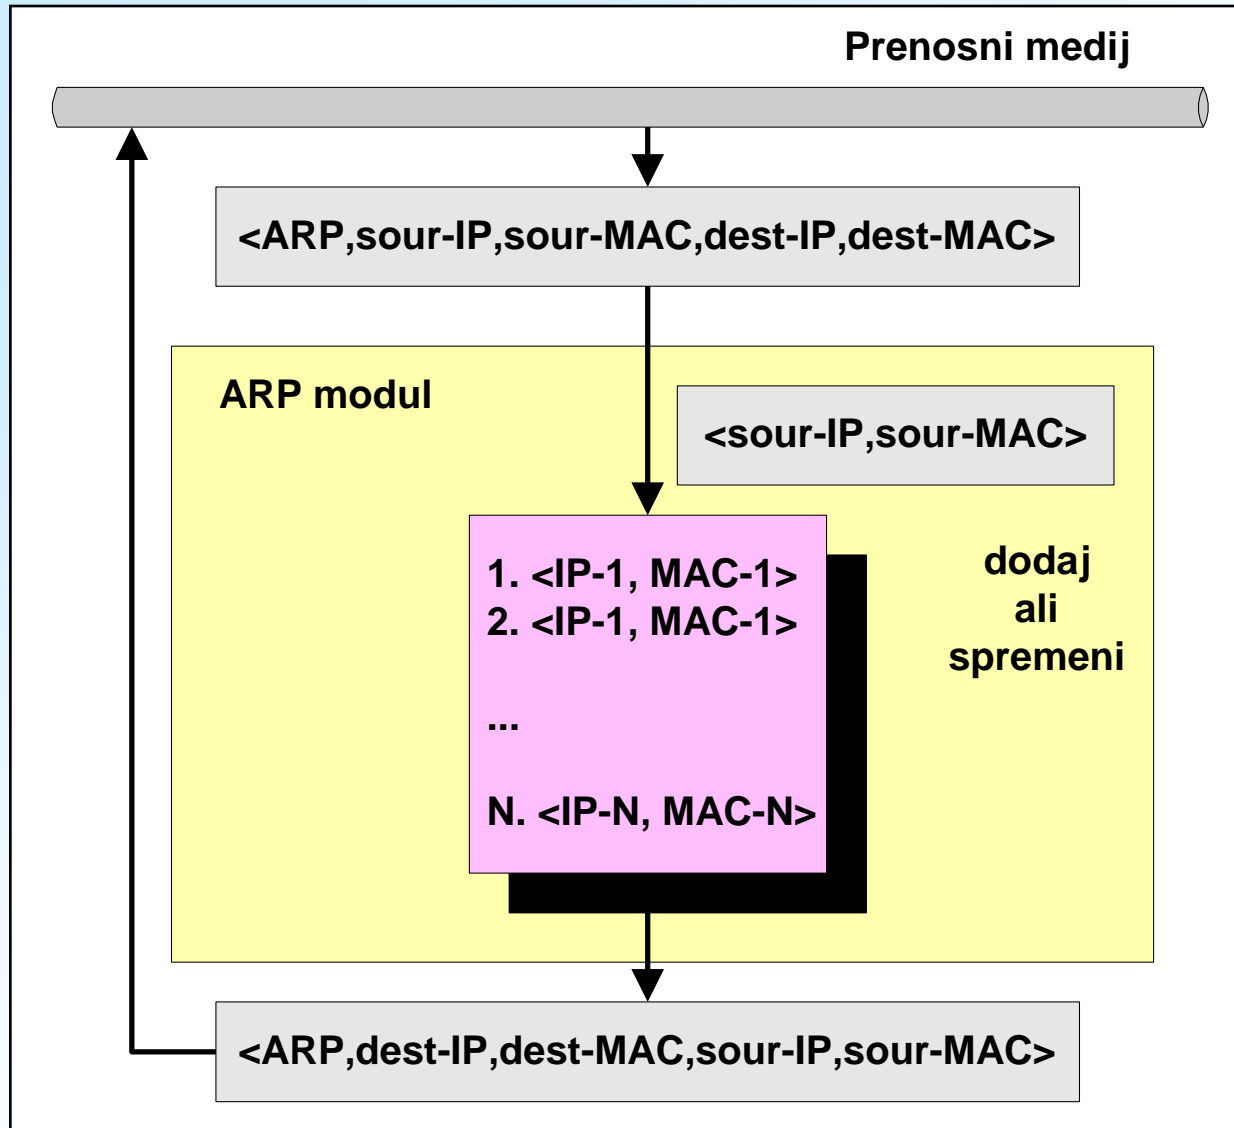 Prenosni medij
<ARP,sour-IP,sour-MAC,dest-IP,dest-MAC>
ARP modul
<sour-IP,sour-MAC>
1. <IP-1, MAC-1>
2. <IP-1, MAC-1>
...
N. <IP-N, MAC-N>
dodaj
ali
spremeni
<ARP,dest-IP,dest-MAC,sour-IP,sour-MAC>